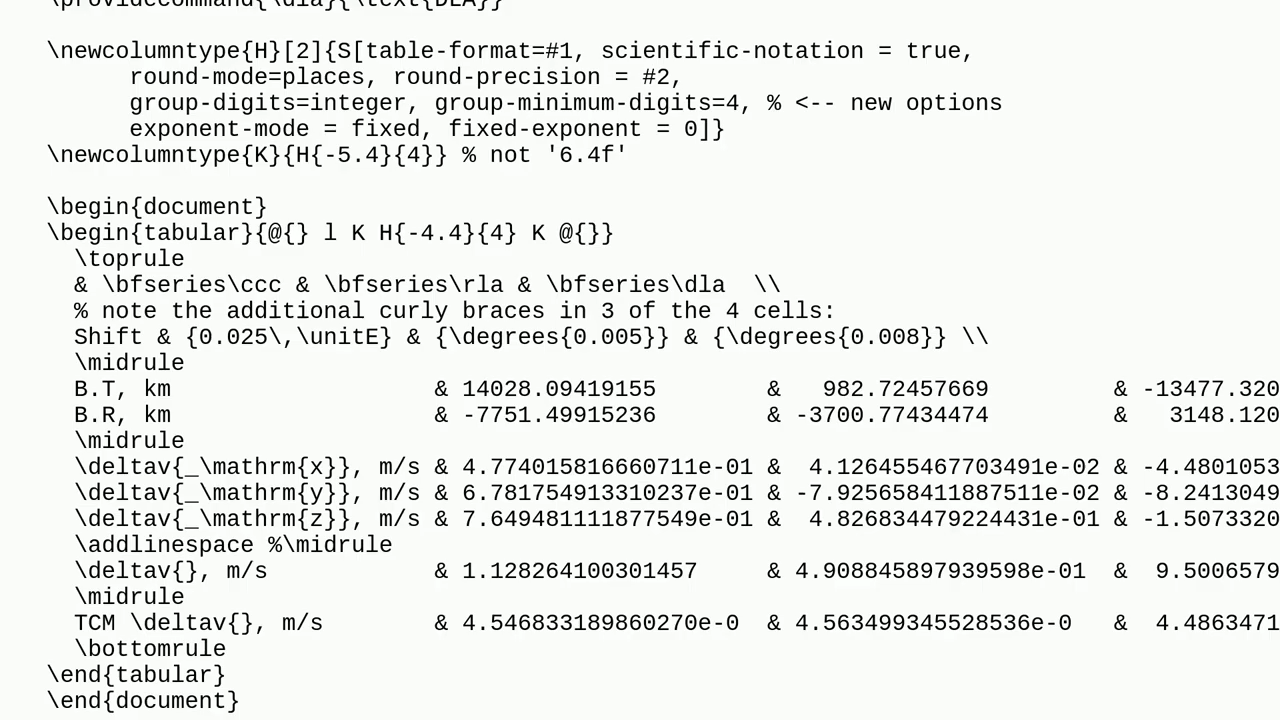 \providecommand{\dla}{\text{DLA}}
\newcolumntype{H}[2]{S[table-format=#1, scientific-notation = true,
      round-mode=places, round-precision = #2,
      group-digits=integer, group-minimum-digits=4, % <-- new options
      exponent-mode = fixed, fixed-exponent = 0]}
\newcolumntype{K}{H{-5.4}{4}} % not '6.4f'
\begin{document}
\begin{tabular}{@{} l K H{-4.4}{4} K @{}}
  \toprule
  & \bfseries\ccc & \bfseries\rla & \bfseries\dla  \\
  % note the additional curly braces in 3 of the 4 cells:
  Shift & {0.025\,\unitE} & {\degrees{0.005}} & {\degrees{0.008}} \\
  \midrule
  B.T, km                   & 14028.09419155        &   982.72457669         & -13477.320
  B.R, km                   & -7751.49915236        & -3700.77434474         &   3148.120
  \midrule
  \deltav{_\mathrm{x}}, m/s & 4.774015816660711e-01 &  4.126455467703491e-02 & -4.4801053
  \deltav{_\mathrm{y}}, m/s & 6.781754913310237e-01 & -7.925658411887511e-02 & -8.2413049
  \deltav{_\mathrm{z}}, m/s & 7.649481111877549e-01 &  4.826834479224431e-01 & -1.5073320
  \addlinespace %\midrule
  \deltav{}, m/s            & 1.128264100301457     & 4.908845897939598e-01  &  9.5006579
  \midrule
  TCM \deltav{}, m/s        & 4.546833189860270e-0  & 4.563499345528536e-0   &  4.4863471
  \bottomrule
\end{tabular}
\end{document}